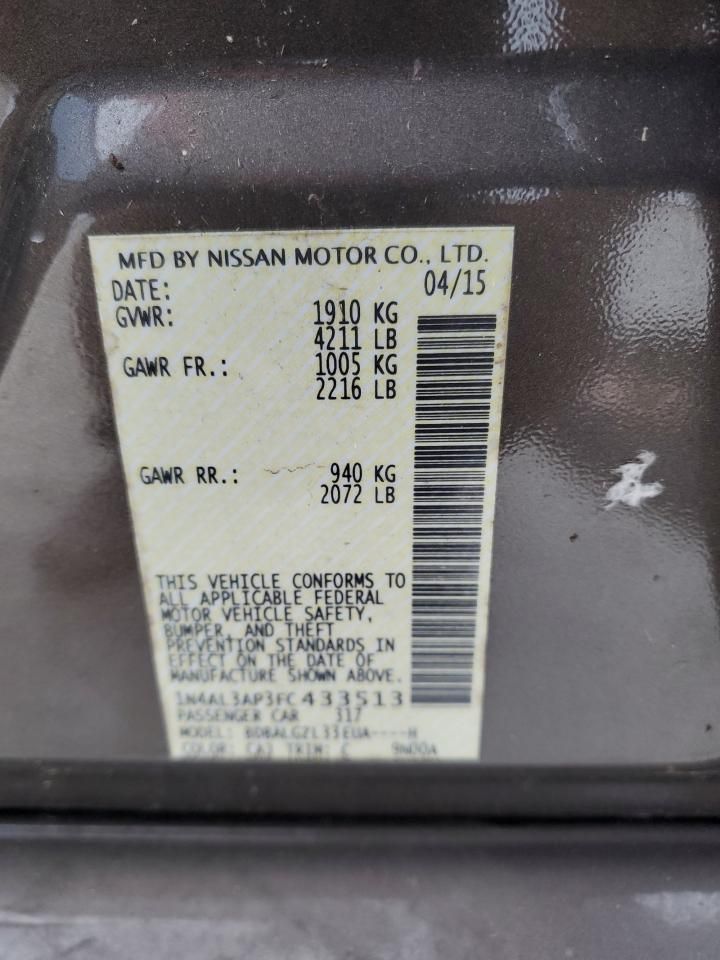 MFD BY NISSAN MOTOR CO., LTD.
DATE: 04/15
GVWR: 1910 KG
4211 LB
GAWR FR.: 1005 KG
2216 LB
GAWR RR.: 940 KG
2072 LB
THIS VEHICLE CONFORMS TO
ALL APPLICABLE FEDERAL
MOTOR VEHICLE SAFETY,
BUMPER, AND THEFT
PREVENTION STANDARDS IN
EFFECT ON THE DATE OF
MANUFACTURE SHOWN ABOVE.
1N4AL3AP3FC433513
PASSENGER CAR 317
MODEL: BDBALGZL33EUA----H
COLOR: CAJ TRIM: C